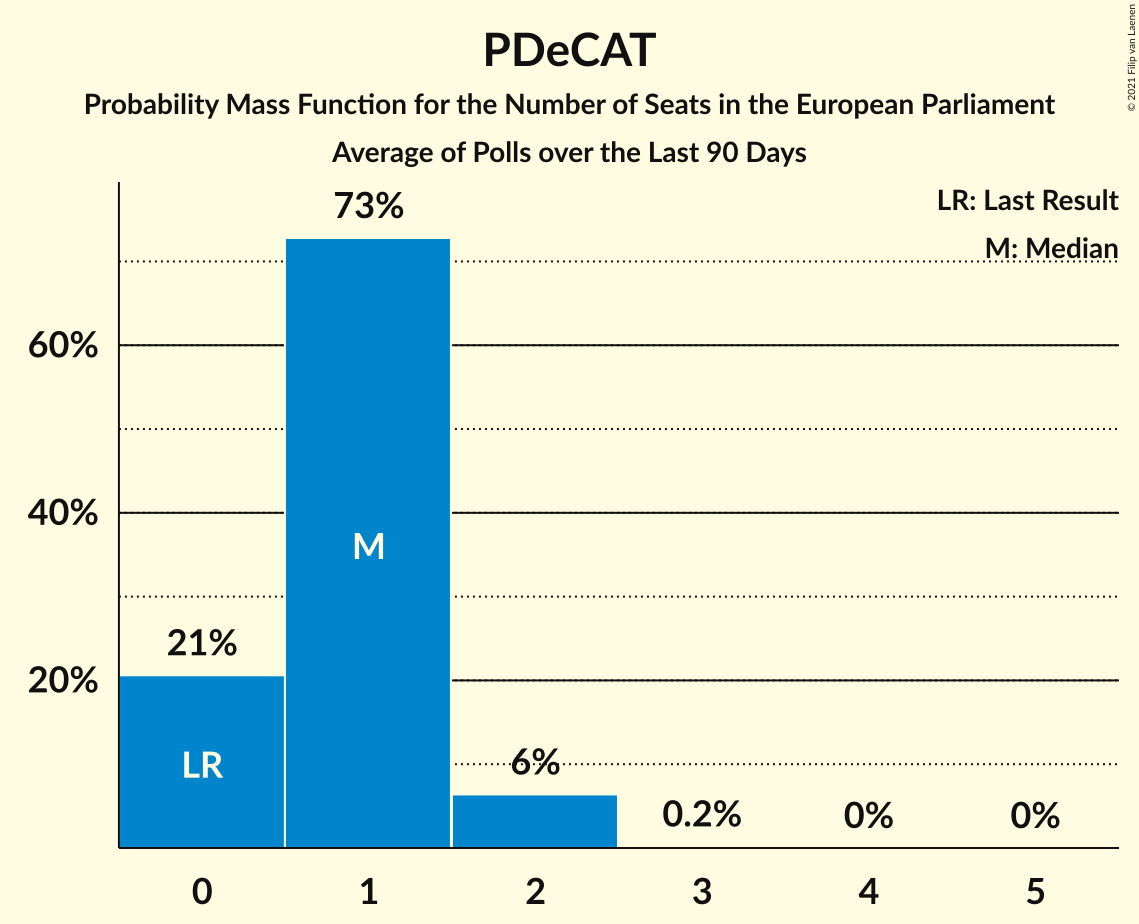 PDeCAT
Probability Mass Function for the Number of Seats in the European Parliament
Average of Polls over the Last 90 Days
© 2021 Filip van Laenen
LR: Last Result
M: Median
73%
60%
40%
M
21%
20%
LR
6%
0.2%
0%
0%
0 1 2 3 4 5